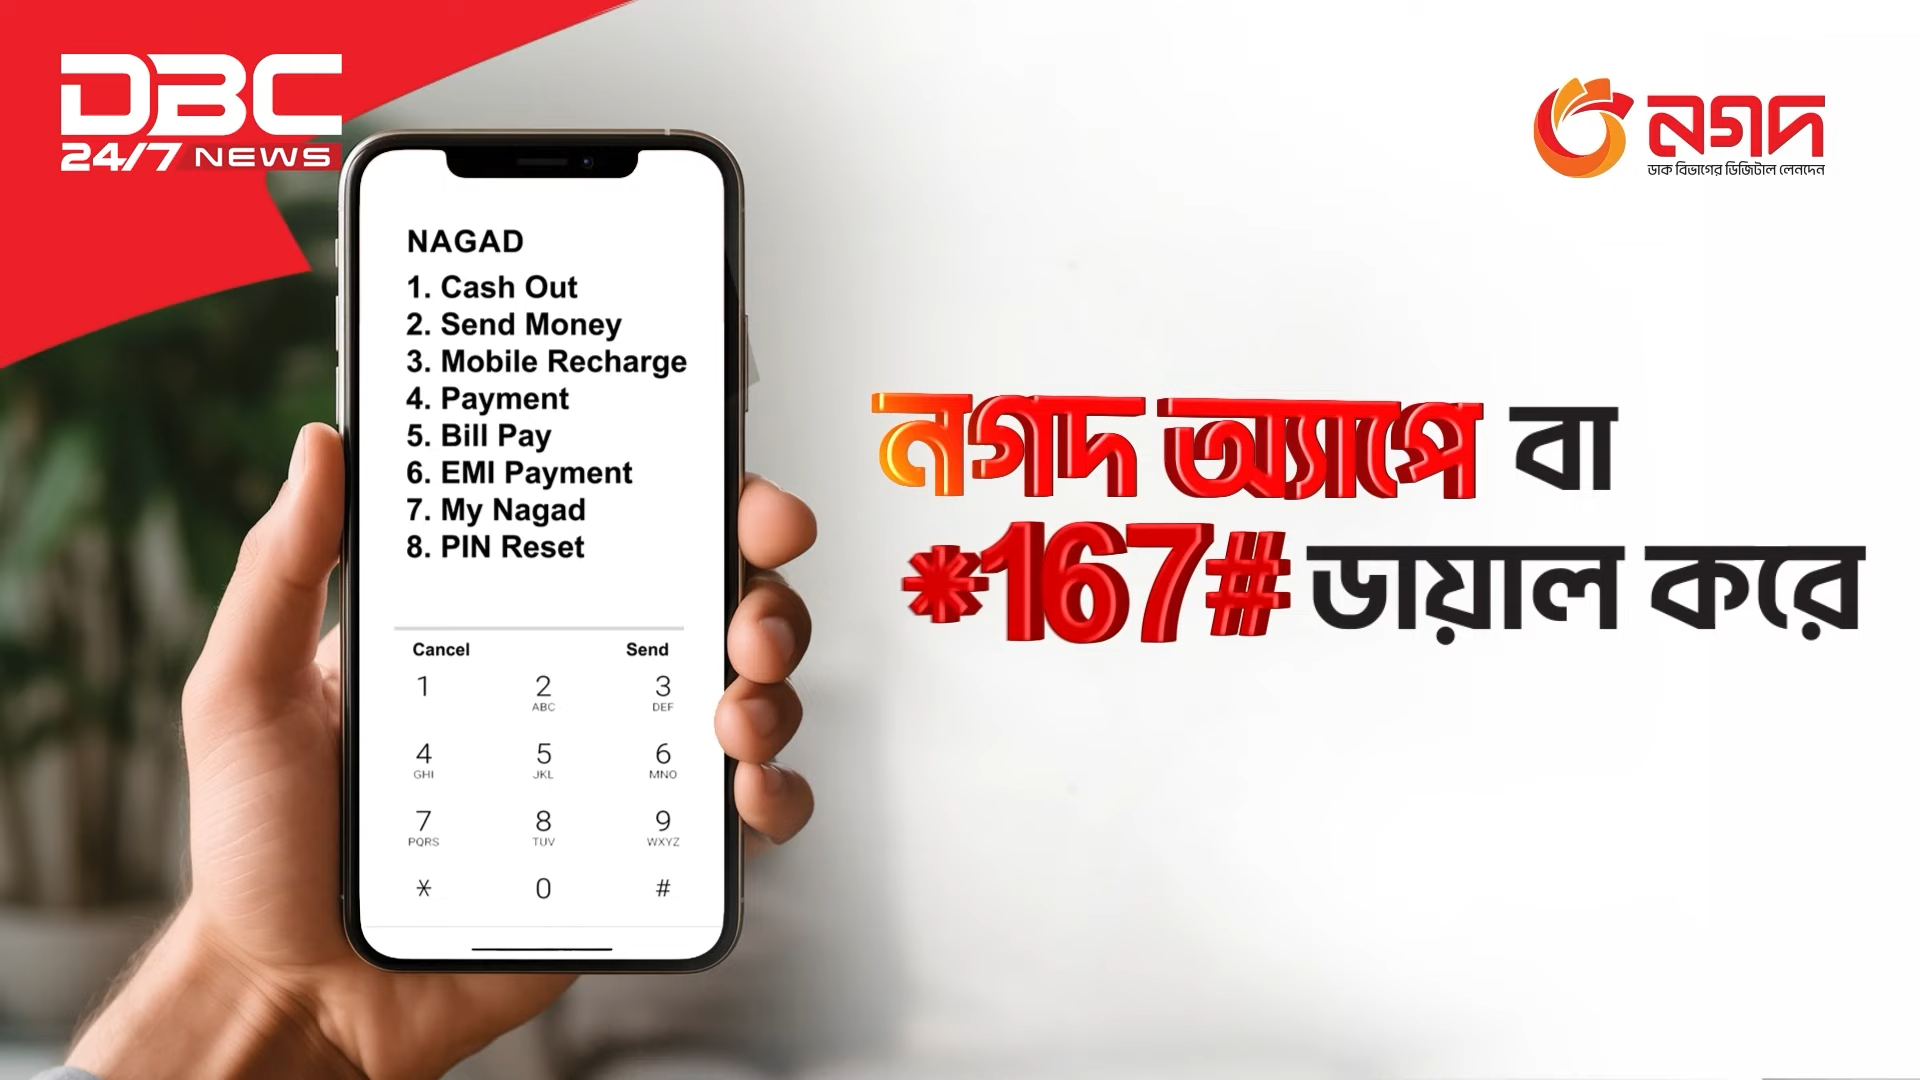 DBC
24/7 NEWS
নগদ
ডাক বিভাগের ডিজিটাল লেনদেন
NAGAD
1. Cash Out
2. Send Money
3. Mobile Recharge
4. Payment
5. Bill Pay
6. EMI Payment
7. My Nagad
8. PIN Reset
Cancel Send
1 2 3
ABC DEF
4 5 6
GHI JKL MNO
7 8 9
PQRS TUV WXYZ
* 0 #
নগদ অ্যাপে বা
*167# ডায়াল করে